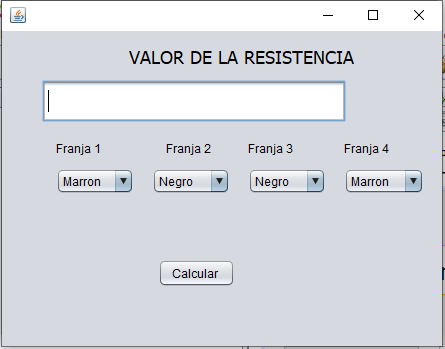 VALOR DE LA RESISTENCIA
Franja 1 Franja 2 Franja 3 Franja 4
Marron Negro Negro Marron
Calcular